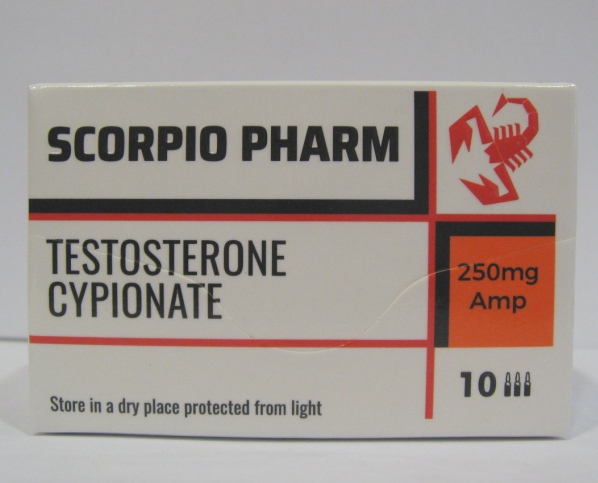 SCORPIO PHARM
TESTOSTERONE
CYPIONATE
250mg
Amp
10
Store in a dry place protected from light